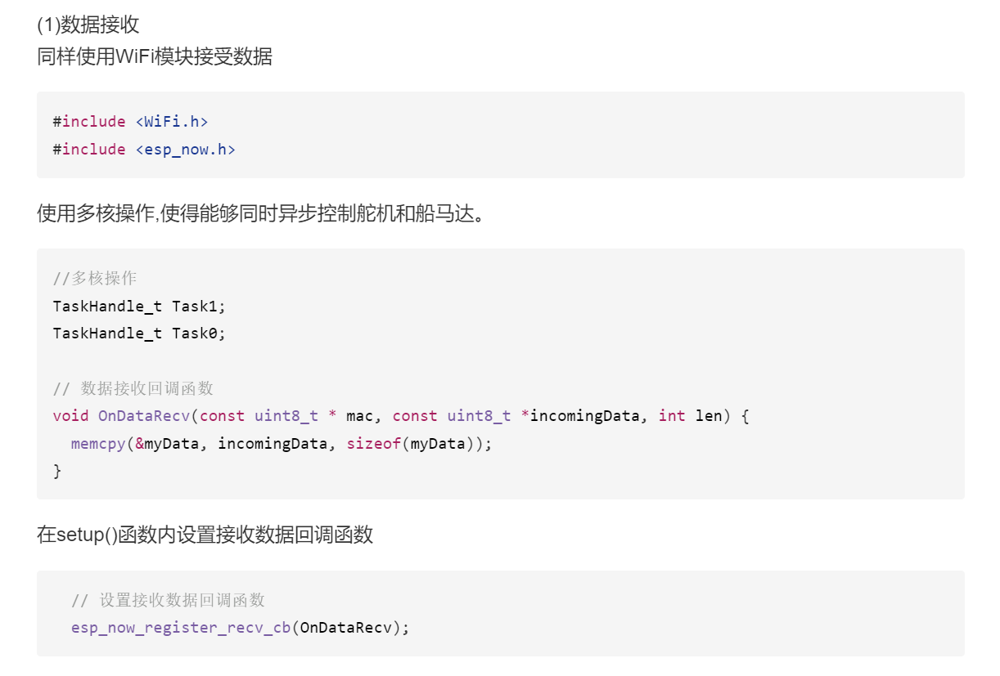 (1)数据接收
同样使用WiFi模块接受数据
#include <WiFi.h>
#include <esp_now.h>
使用多核操作,使得能够同时异步控制舵机和船马达。
//多核操作
TaskHandle_t Task1;
TaskHandle_t Task0;
// 数据接收回调函数
void OnDataRecv(const uint8_t * mac, const uint8_t *incomingData, int len) {
  memcpy(&myData, incomingData, sizeof(myData));
}
在setup()函数内设置接收数据回调函数
  // 设置接收数据回调函数
  esp_now_register_recv_cb(OnDataRecv);